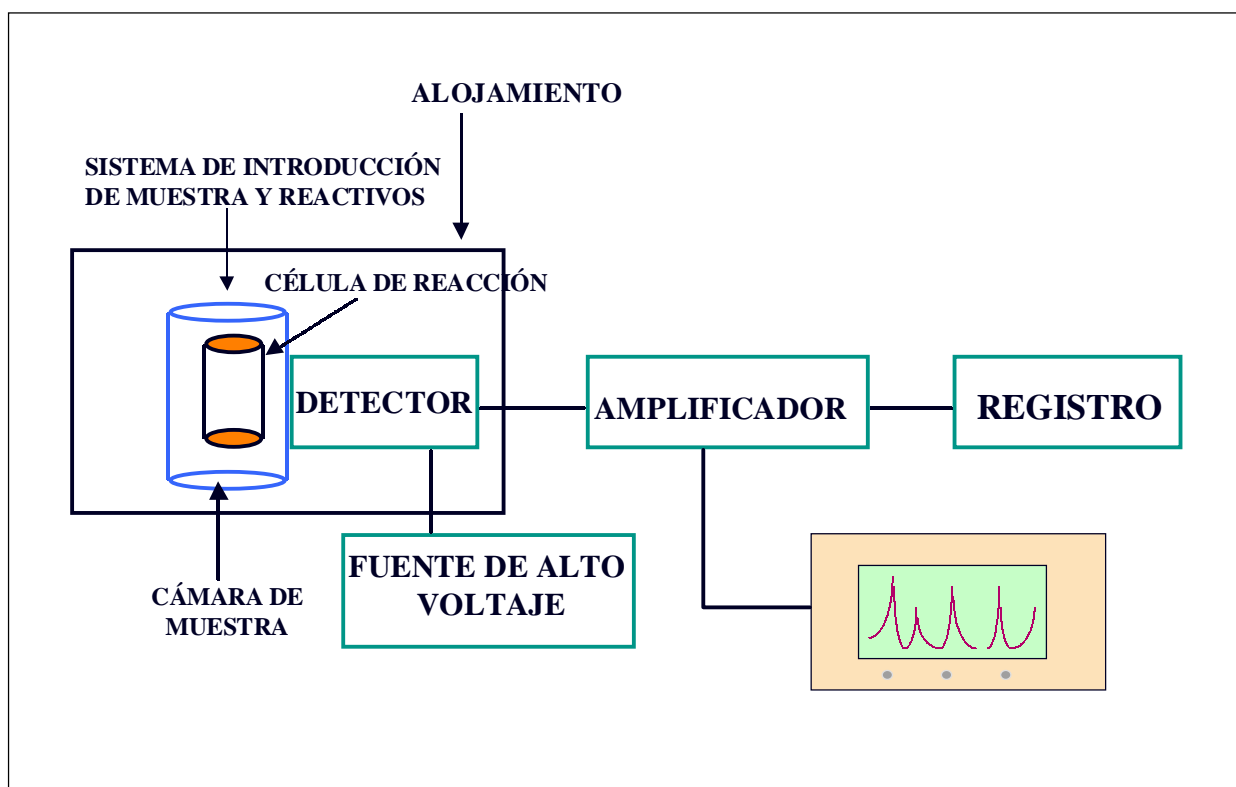 ALOJAMIENTO
SISTEMA DE INTRODUCCIÓN
DE MUESTRA Y REACTIVOS
CÉLULA DE REACCIÓN
DETECTOR
AMPLIFICADOR
REGISTRO
FUENTE DE ALTO
VOLTAJE
CÁMARA DE
MUESTRA